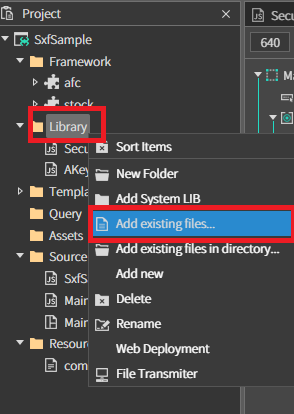 Project
Secu
SxfSample
640
Framework
Ma
afc
stock
Library
Sort Items
Secu
New Folder
AKey
Add System LIB
Templa
Add existing files...
Query
Add existing files in directory...
Assets
Add new
Source
Delete
SxfS
Rename
Main
Web Deployment
Main
File Transmiter
Resour
com